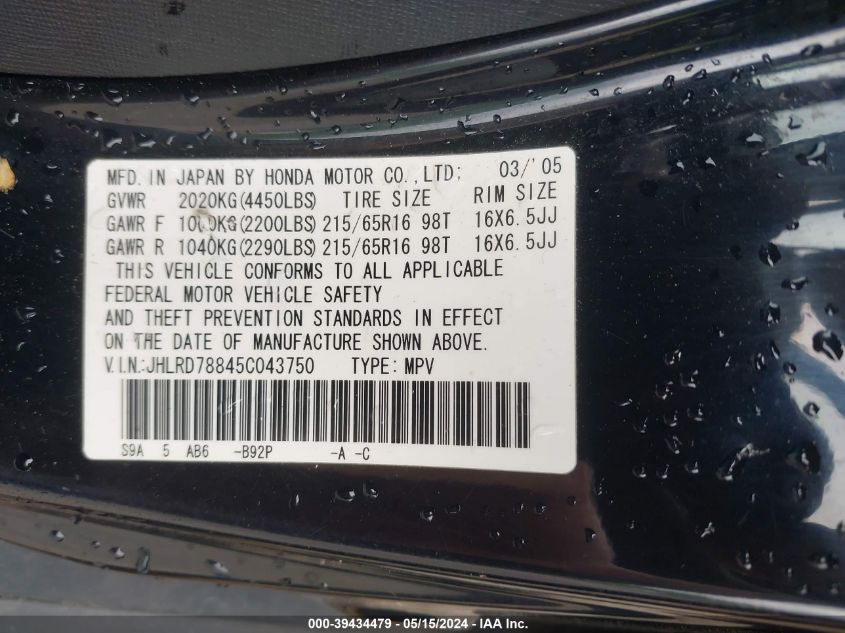 MFD. IN JAPAN BY HONDA MOTOR CO.,LTD; 03/'05
GVWR 2020KG(4450LBS) TIRE SIZE RIM SIZE
GAWR F (2200LBS) 215/65R16 98T 16X6.5JJ
GAWR R 1040KG(2290LBS) 215/65R16 98T 16X6.5JJ
THIS VEHICLE CONFORMS TO ALL APPLICABLE
FEDERAL MOTOR VEHICLE SAFETY
AND THEFT PREVENTION STANDARDS IN EFFECT
ON THE DATE OF MANUFACTURE SHOWN ABOVE.
V.I.N.:JHLRD78845C043750 TYPE: MPV
S9A 5 AB6 -B92P -A -C
000-39434479 - 05/15/2024 - IAA Inc.